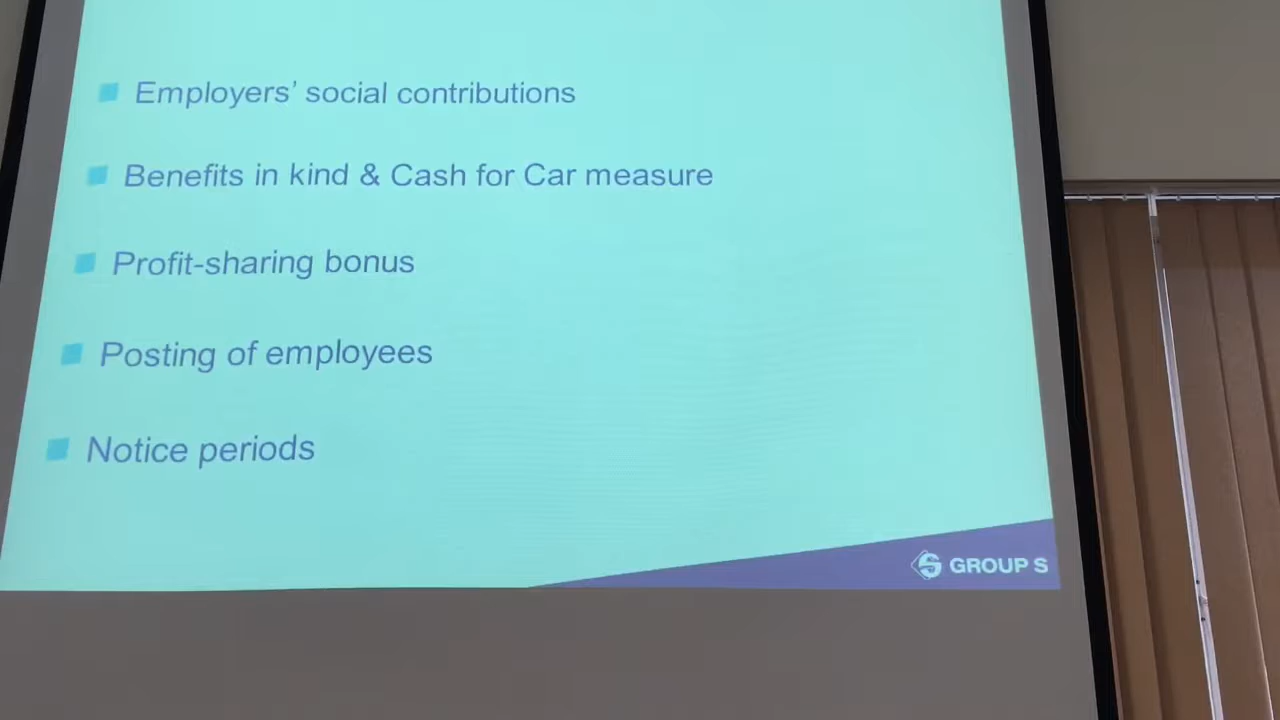 Employers’ social contributions
Benefits in kind & Cash for Car measure
Profit-sharing bonus
Posting of employees
Notice periods
GROUP S